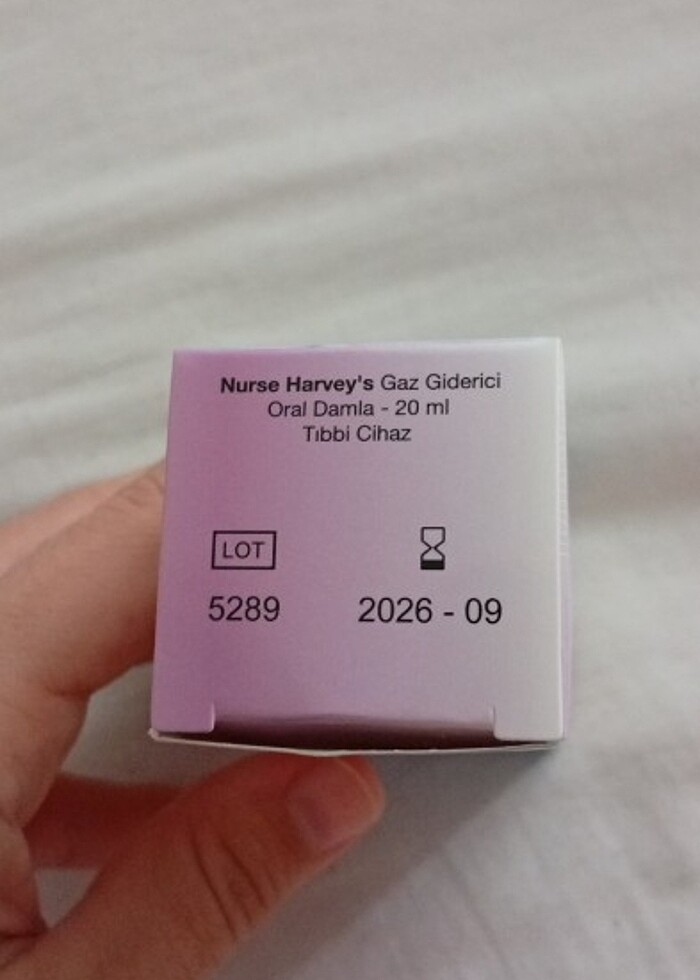 Nurse Harvey's Gaz Giderici
Oral Damla - 20 ml
Tıbbi Cihaz
LOT
5289
2026 - 09